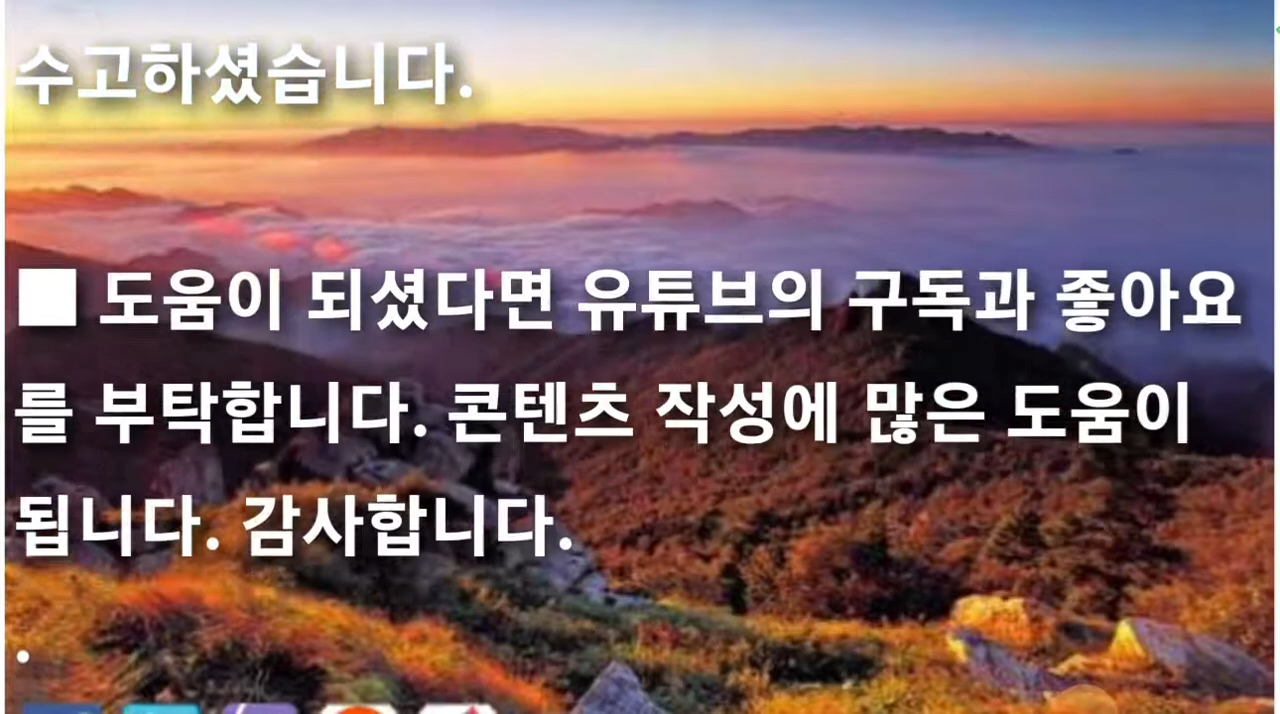 수고하셨습니다.
■ 도움이 되셨다면 유튜브의 구독과 좋아요
를 부탁합니다. 콘텐츠 작성에 많은 도움이
됩니다. 감사합니다.
.